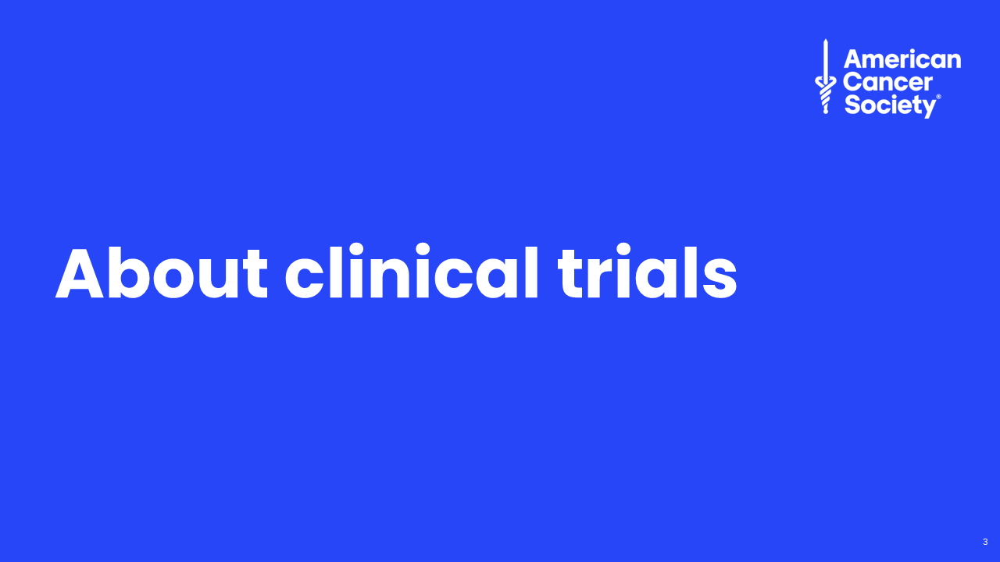 American
Cancer
Society®
About clinical trials
3